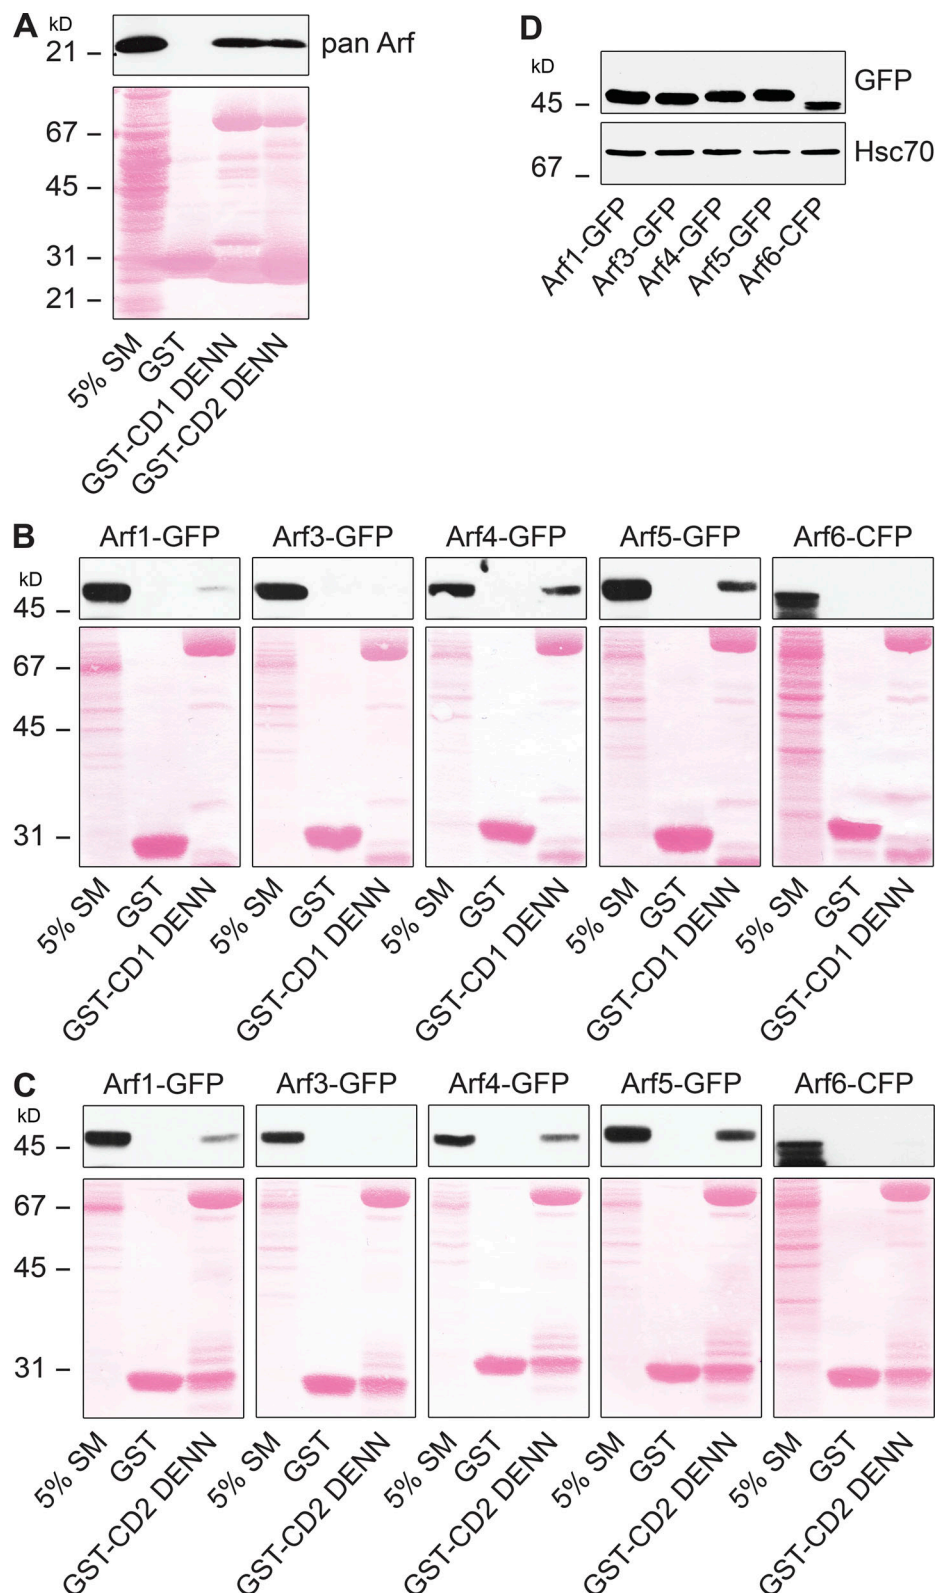 A
kD
21 –
pan Arf
67 –
45 –
31 –
21 –
5% SM
GST
GST-CD1 DENN
GST-CD2 DENN
D
kD
45 –
GFP
67 –
Hsc70
Arf1-GFP
Arf3-GFP
Arf4-GFP
Arf5-GFP
Arf6-CFP
B
Arf1-GFP Arf3-GFP Arf4-GFP Arf5-GFP Arf6-CFP
kD
45 –
67 –
45 –
31 –
5% SM
GST
GST-CD1 DENN
5% SM
GST
GST-CD1 DENN
5% SM
GST
GST-CD1 DENN
5% SM
GST
GST-CD1 DENN
5% SM
GST
GST-CD1 DENN
C
Arf1-GFP Arf3-GFP Arf4-GFP Arf5-GFP Arf6-CFP
kD
45 –
67 –
45 –
31 –
5% SM
GST
GST-CD2 DENN
5% SM
GST
GST-CD2 DENN
5% SM
GST
GST-CD2 DENN
5% SM
GST
GST-CD2 DENN
5% SM
GST
GST-CD2 DENN